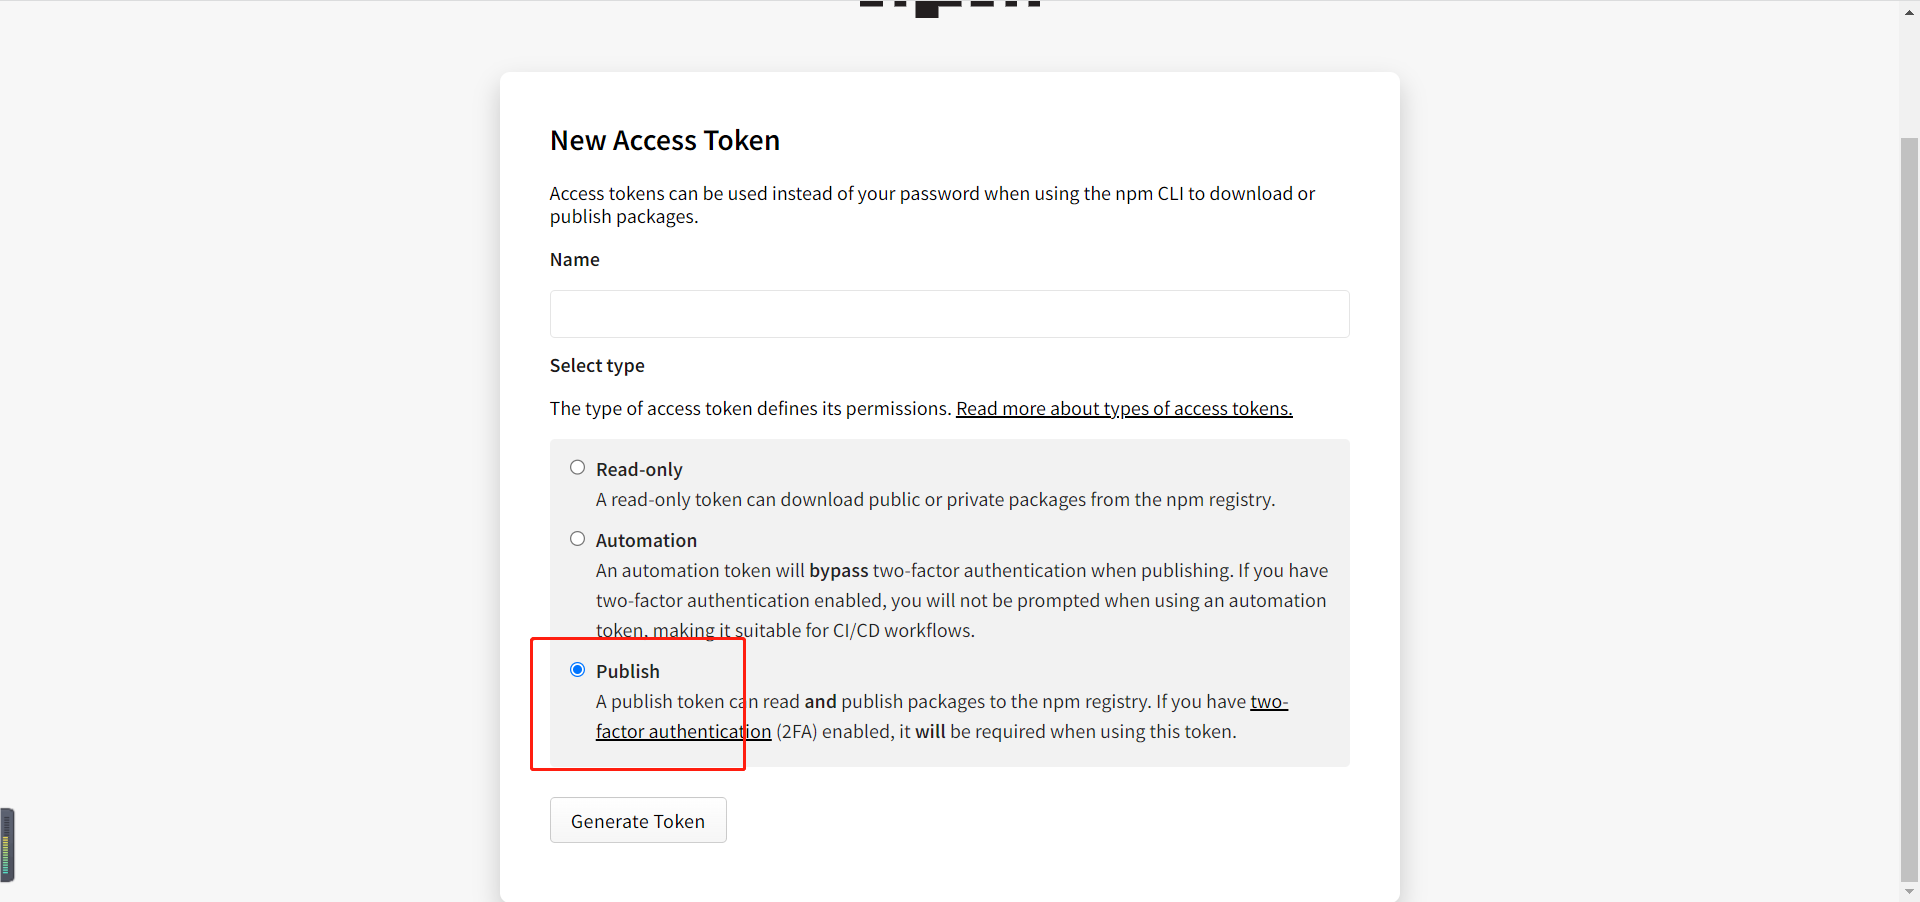 New Access Token
Access tokens can be used instead of your password when using the npm CLI to download or
publish packages.
Name
Select type
The type of access token defines its permissions. Read more about types of access tokens.
Read-only
A read-only token can download public or private packages from the npm registry.
Automation
An automation token will bypass two-factor authentication when publishing. If you have
two-factor authentication enabled, you will not be prompted when using an automation
token, making it suitable for CI/CD workflows.
Publish
A publish token can read and publish packages to the npm registry. If you have two-
factor authentication (2FA) enabled, it will be required when using this token.
Generate Token